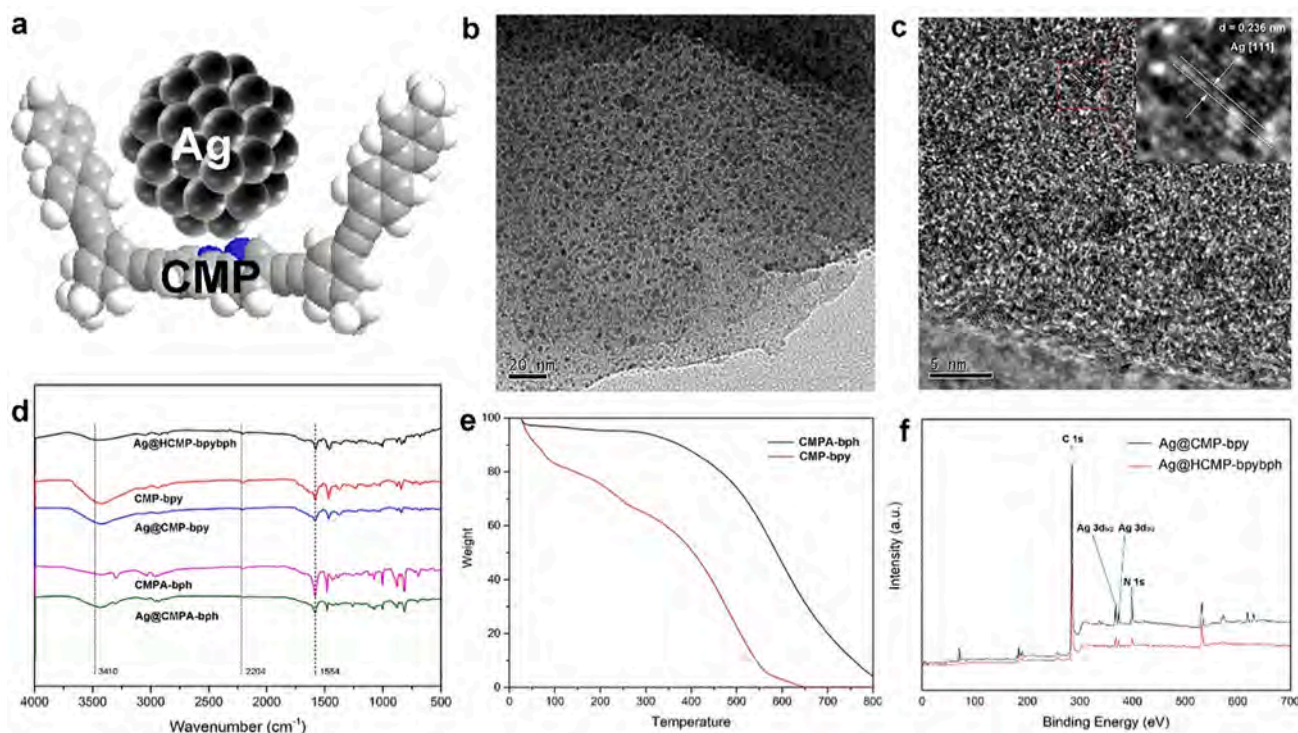 a
Ag
CMP
b
20 nm
c
d = 0.236 nm
Ag [111]
5 nm
d
Ag@HCMP-bpybph
CMP-bpy
Ag@CMP-bpy
CMPA-bph
Ag@CMPA-bph
3410
2204
1584
4000 3500 3000 2500 2000 1500 1000 500
Wavenumber (cm-1)
e
100
80
60
40
20
0
Weight
CMPA-bph
CMP-bpy
0 100 200 300 400 500 600 700 800
Temperature
f
C 1s
Ag@CMP-bpy
Ag@HCMP-bpybph
Ag 3d5/2 Ag 3d3/2
N 1s
Intensity (a.u.)
0 100 200 300 400 500 600 700
Binding Energy (eV)